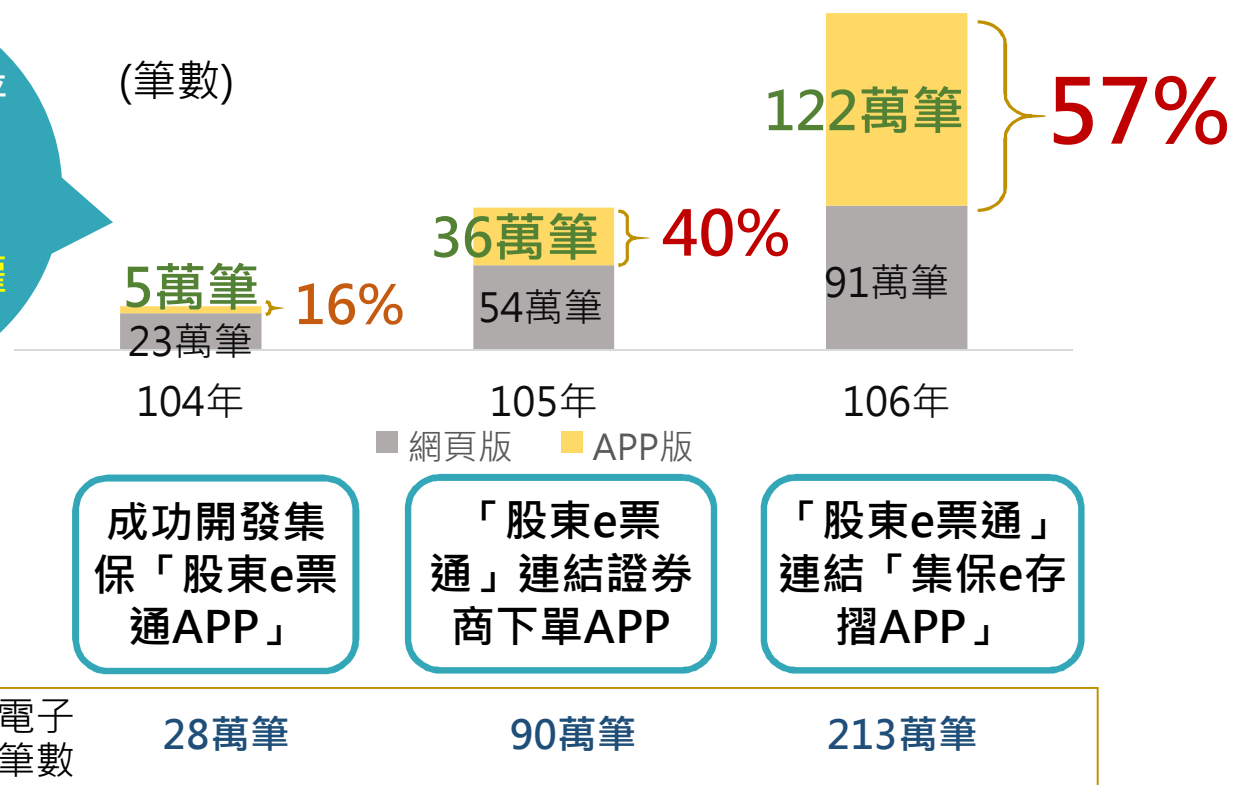 (筆數)
122萬筆
57%
36萬筆
40%
91萬筆
5萬筆
16%
54萬筆
23萬筆
104年
105年
106年
網頁版
APP版
成功開發集
保「股東e票
通APP」
「股東e票
通」連結證券
商下單APP
「股東e票通」
連結「集保e存
摺APP」
電子
筆數
28萬筆
90萬筆
213萬筆